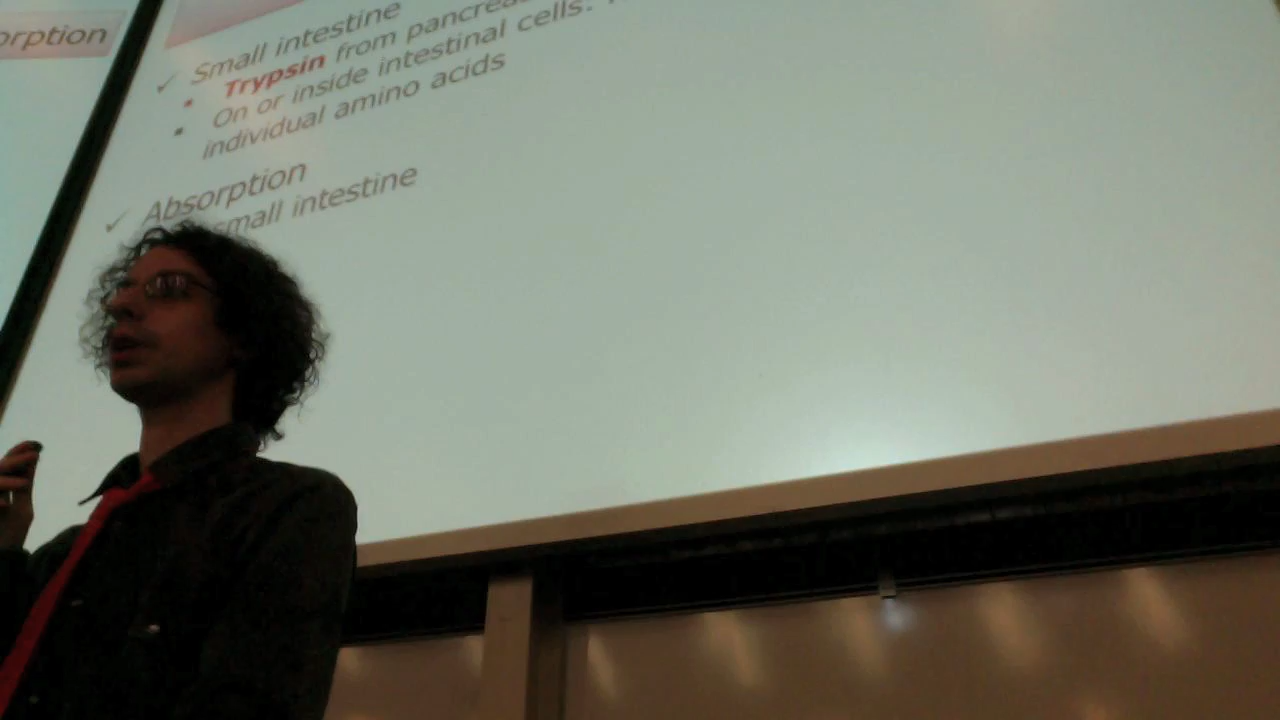 orption
✓ Small intestine
▪ Trypsin from pancrea
▪ On or inside intestinal cells.
individual amino acids
✓ Absorption
small intestine